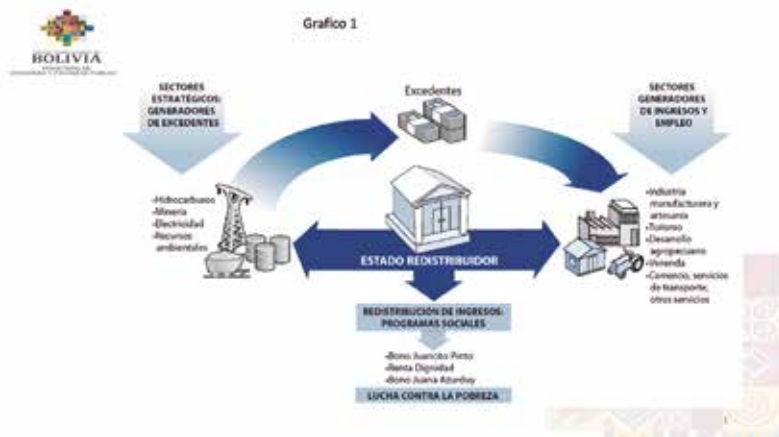 Grafico 1
BOLIVIA
SECTORES
ESTRATÉGICOS:
GENERADORES
DE EXCEDENTES
Excedentes
SECTORES
GENERADORES
DE INGRESOS Y
EMPLEO
•Hidrocarburos
•Minería
•Electricidad
•Recursos
ambientales
•Industria
manufacturera y
artesanía
•Turismo
•Desarrollo
agropecuario
•Vivienda
•Comercio, servicios
de transporte,
otros servicios
ESTADO REDISTRIBUIDOR
REDISTRIBUCIÓN DE INGRESOS:
PROGRAMAS SOCIALES
•Bono Juancito Pinto
•Renta Dignidad
•Bono Juana Azurduy
LUCHA CONTRA LA POBREZA